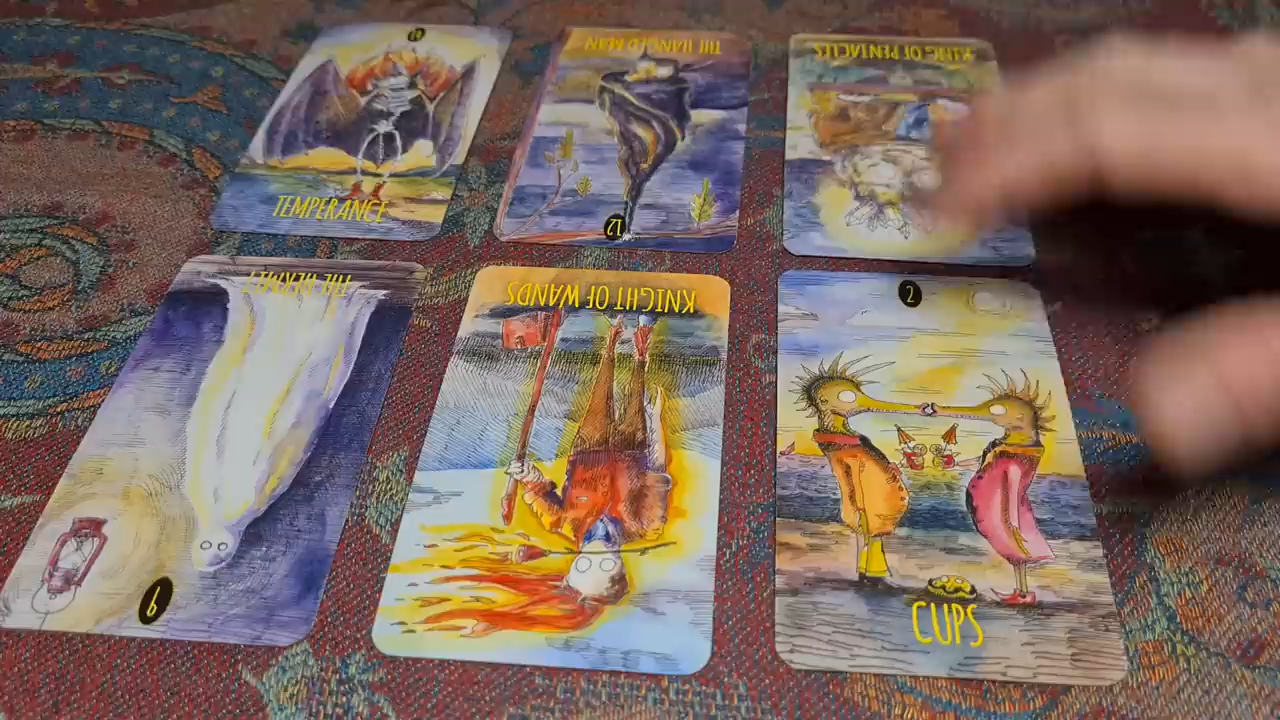 TEMPERANCE
THE HANGED MAN
12
KING OF PENTACLES
THE HERMIT
9
KNIGHT OF WANDS
2
CUPS